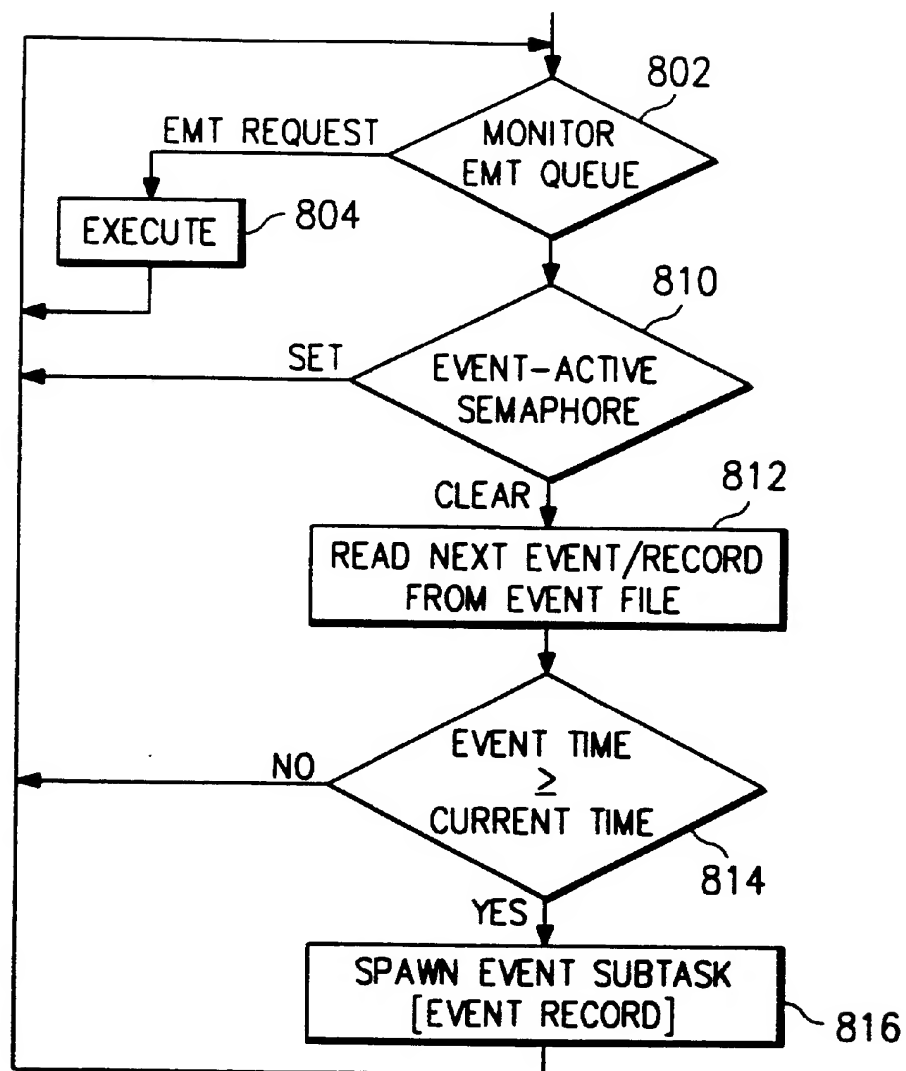 802
EMT REQUEST
MONITOR
EMT QUEUE
EXECUTE
804
810
SET
EVENT-ACTIVE
SEMAPHORE
CLEAR
812
READ NEXT EVENT/RECORD
FROM EVENT FILE
EVENT TIME
≥
CURRENT TIME
NO
814
YES
SPAWN EVENT SUBTASK
[EVENT RECORD]
816